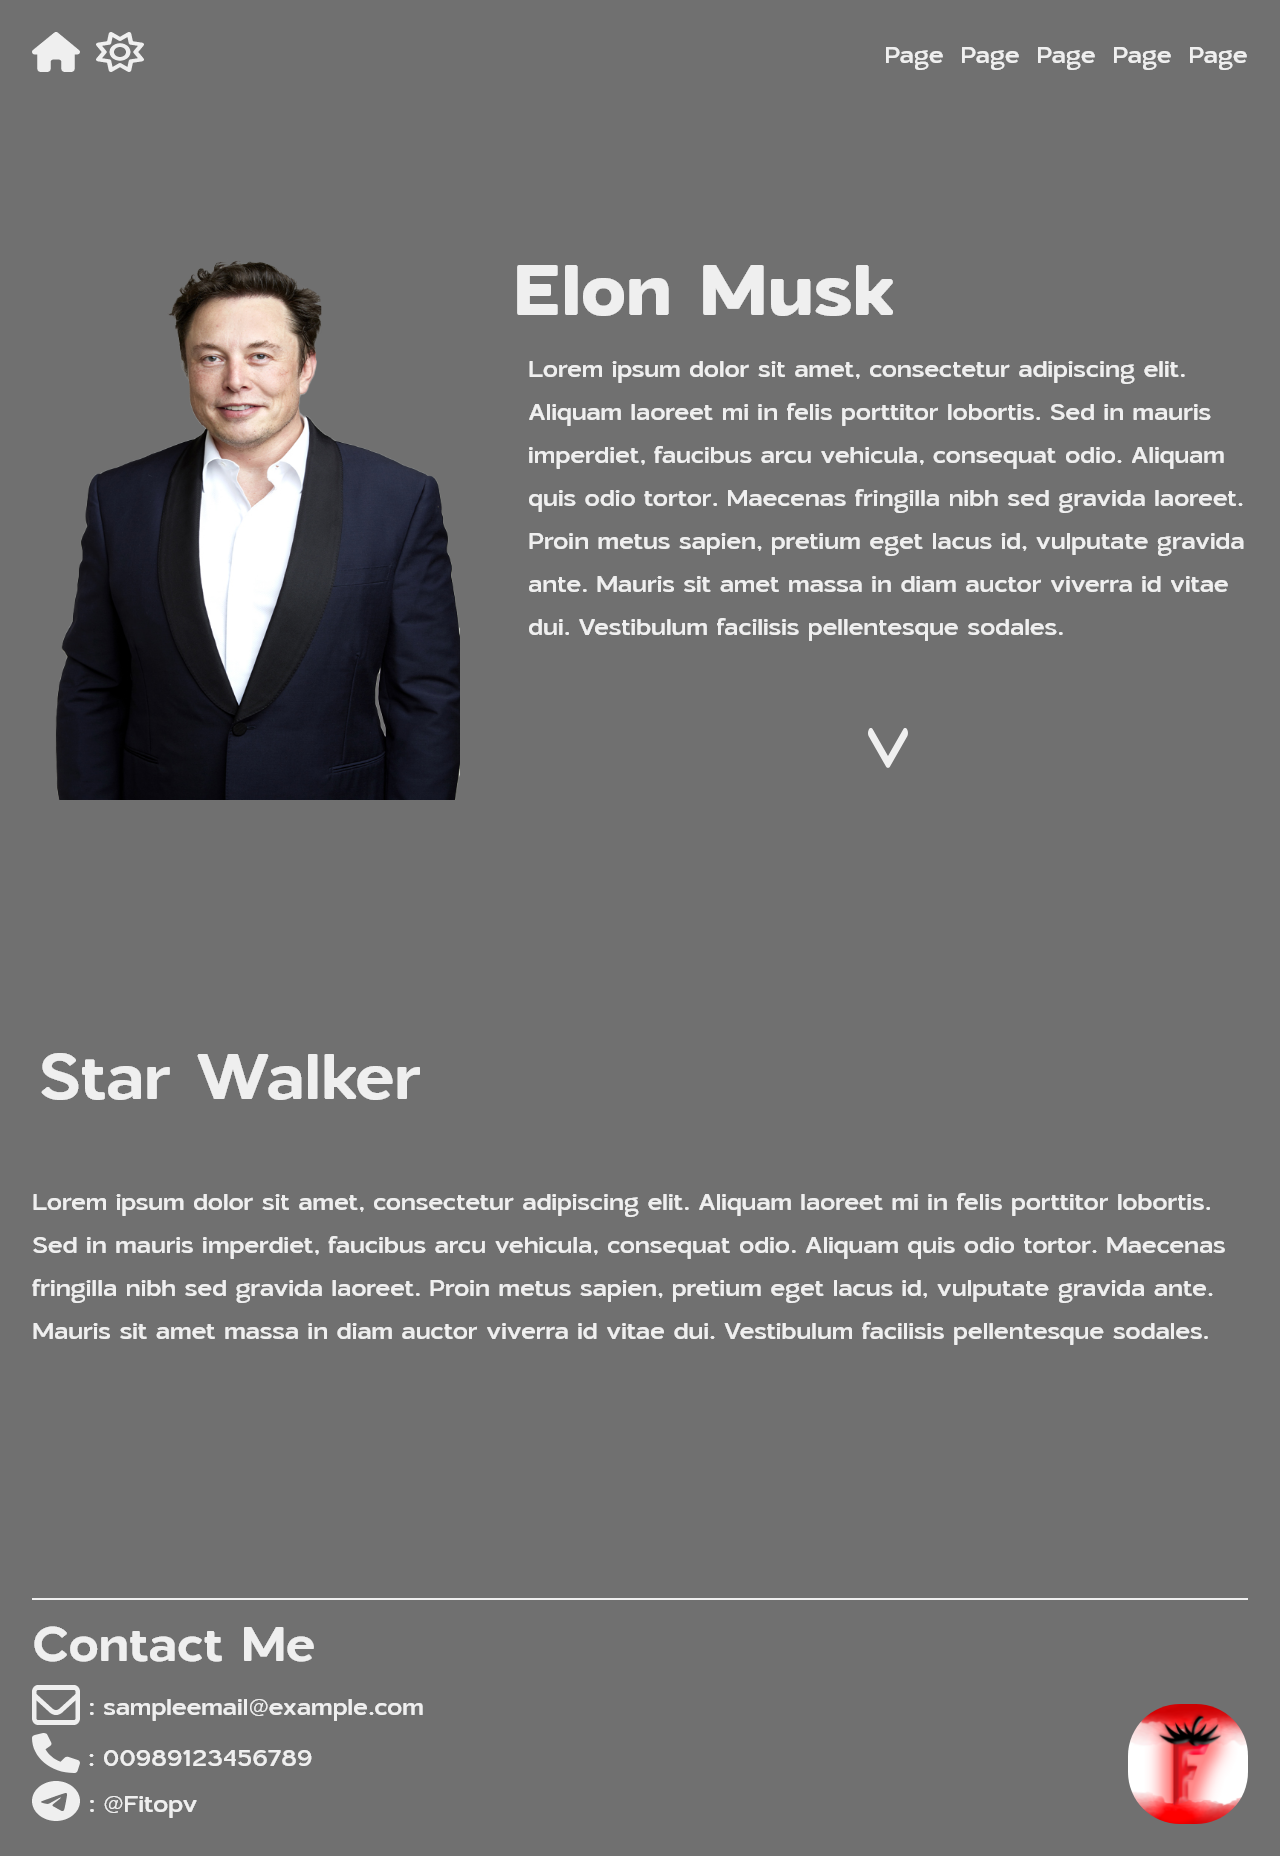 Page Page Page Page Page
Elon Musk
Lorem ipsum dolor sit amet, consectetur adipiscing elit.
Aliquam laoreet mi in felis porttitor lobortis. Sed in mauris
imperdiet, faucibus arcu vehicula, consequat odio. Aliquam
quis odio tortor. Maecenas fringilla nibh sed gravida laoreet.
Proin metus sapien, pretium eget lacus id, vulputate gravida
ante. Mauris sit amet massa in diam auctor viverra id vitae
dui. Vestibulum facilisis pellentesque sodales.
Star Walker
Lorem ipsum dolor sit amet, consectetur adipiscing elit. Aliquam laoreet mi in felis porttitor lobortis.
Sed in mauris imperdiet, faucibus arcu vehicula, consequat odio. Aliquam quis odio tortor. Maecenas
fringilla nibh sed gravida laoreet. Proin metus sapien, pretium eget lacus id, vulputate gravida ante.
Mauris sit amet massa in diam auctor viverra id vitae dui. Vestibulum facilisis pellentesque sodales.
Contact Me
: sampleemail@example.com
: 00989123456789
: @Fitopv
F